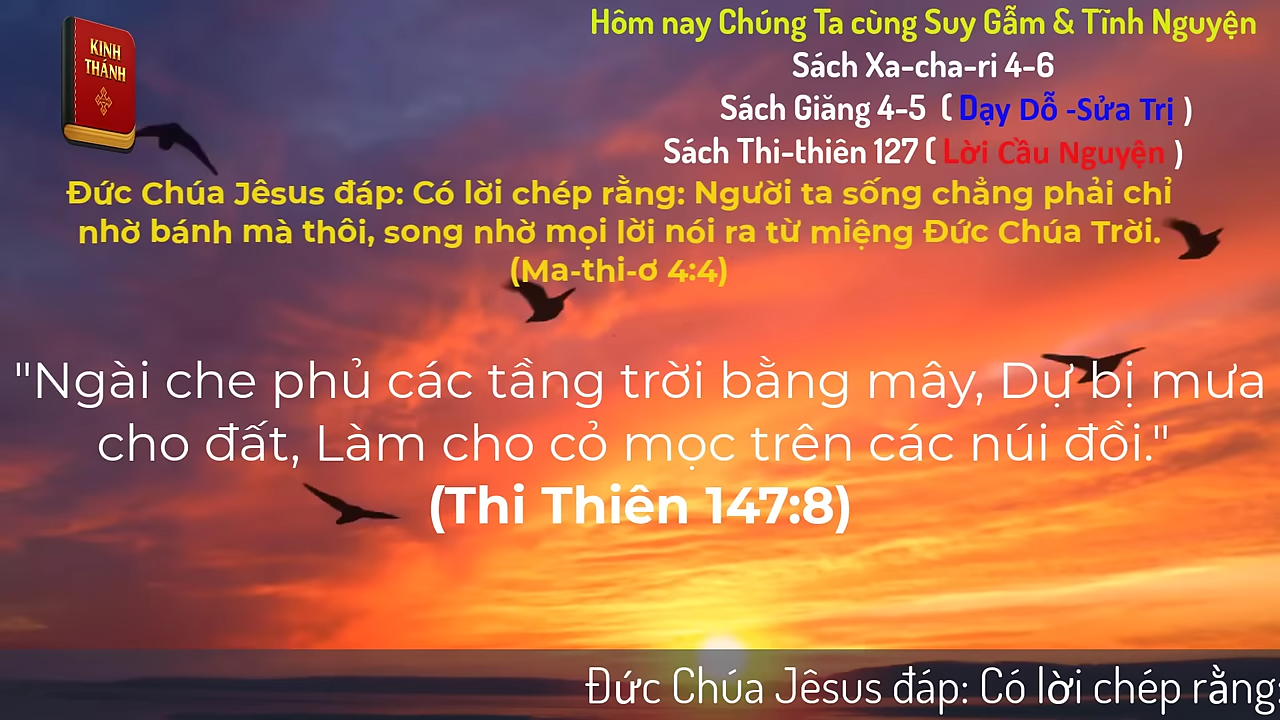 KINH
THÁNH
Hôm nay Chúng Ta cùng Suy Gẫm & Tĩnh Nguyện
Sách Xa-cha-ri 4-6
Sách Giăng 4-5 ( Dạy Dỗ -Sửa Trị )
Sách Thi-thiên 127 ( Lời Cầu Nguyện )
Đức Chúa Jêsus đáp: Có lời chép rằng: Người ta sống chẳng phải chỉ
nhờ bánh mà thôi, song nhờ mọi lời nói ra từ miệng Đức Chúa Trời.
(Ma-thi-ơ 4:4)
"Ngài che phủ các tầng trời bằng mây, Dự bị mưa
cho đất, Làm cho cỏ mọc trên các núi đồi."
(Thi Thiên 147:8)
Đức Chúa Jêsus đáp: Có lời chép rằng: